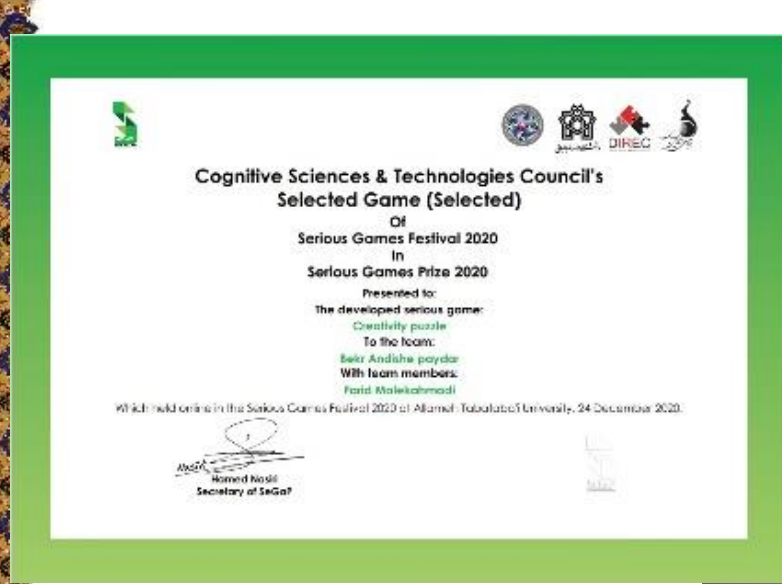 DIREC
Cognitive Sciences & Technologies Council's
Selected Game (Selected)
Of
Serious Games Festival 2020
In
Serious Games Prize 2020
Presented to:
The developed serious game:
Creativity puzzle
To the team:
Bekr Andishe paydar
With team members:
Farid Malekahmadi
Which held online in the Serious Games Festival 2020 at Allameh Tabataba'i University, 24 December 2020.
Nasiri
Hamed Nasiri
Secretary of SeGaP